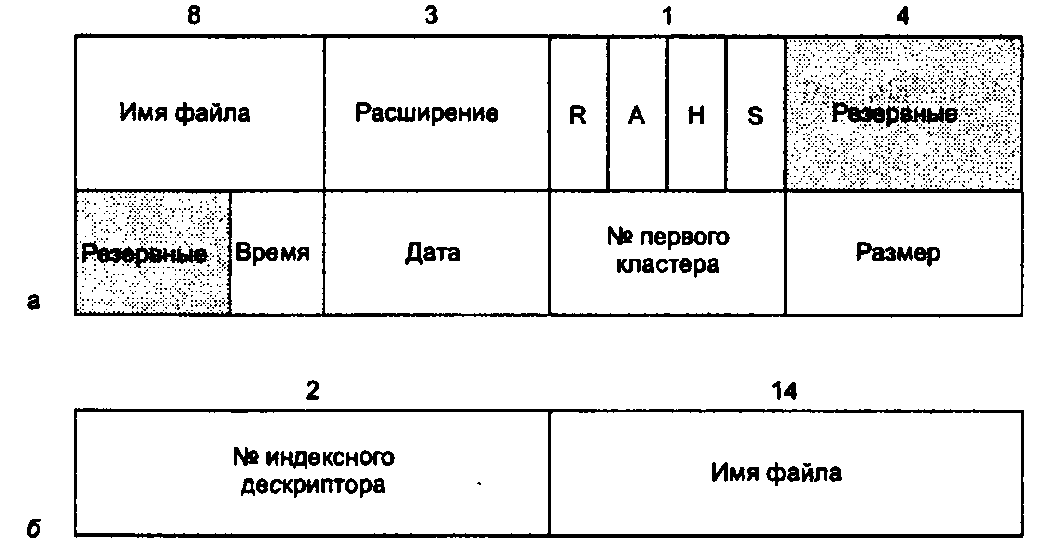 8 3 1 4
Имя файла Расширение R A H S Резервные
Резервные Время Дата № первого кластера Размер
а
2 14
№ индексного дескриптора Имя файла
б